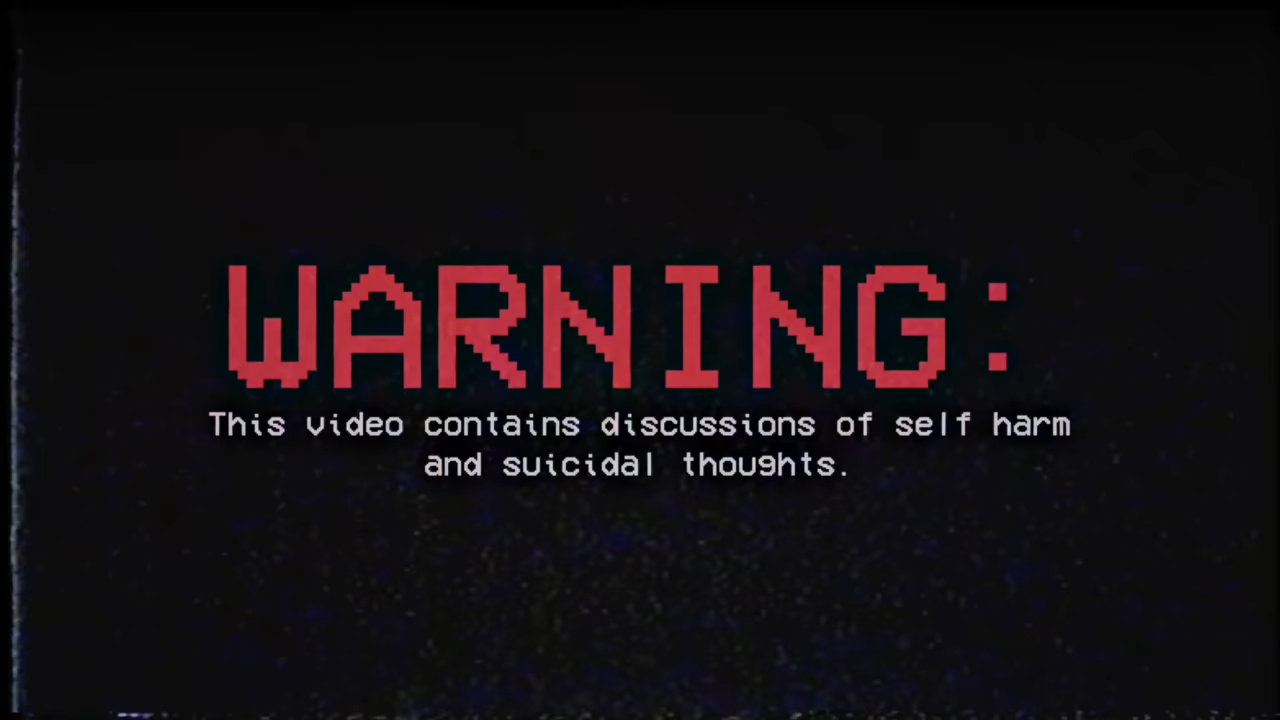 WARNING:
This video contains discussions of self harm
and suicidal thoughts.